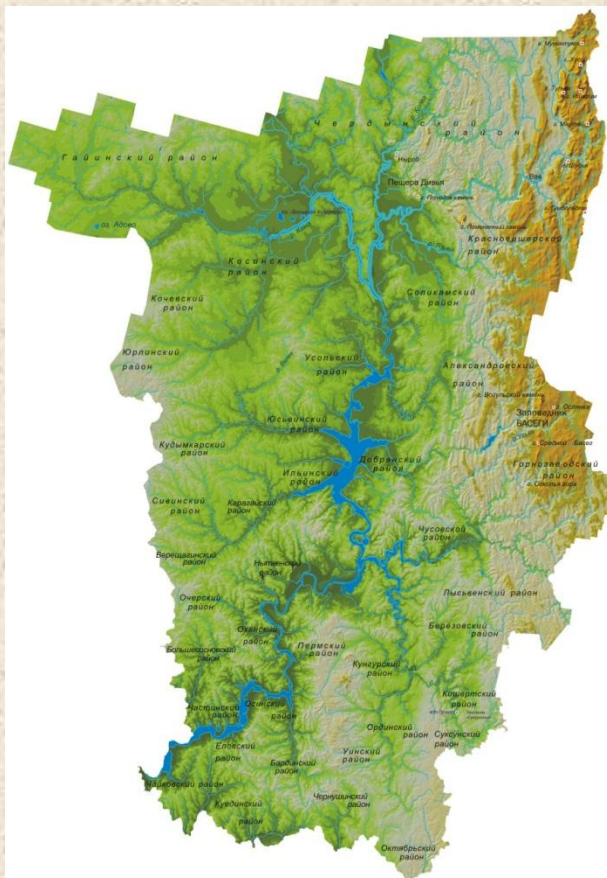 Чердынский
район
Гайинский район
Ныроб
Пещера Дивья
оз. Адово
Косинский
район
Красновишерский
район
Соликамский
район
Кочевский
район
Юрлинский
район
Усольский
район
Александровский
район
Заповедник
БАСЕГИ
Юсьвинский
район
Кудымкарский
район
Добрянский
район
Ильинский
район
Горнозаводский
район
Сивинский
район
Карагайский
район
Чусовской
район
Верещагинский
район
Нытвенский
район
Лысьвенский район
Очерский
район
Оханский
район
Берёзовский
район
Пермский
район
Большесосновский
район
Кунгурский
район
Кишертский
район
Частинский
район
Осинский
район
Ординский
район
Суксунский
район
Еловский
район
Уинский
район
Бардинский
район
Чайковский район
Куединский
район
Чернушинский
район
Октябрьский
район